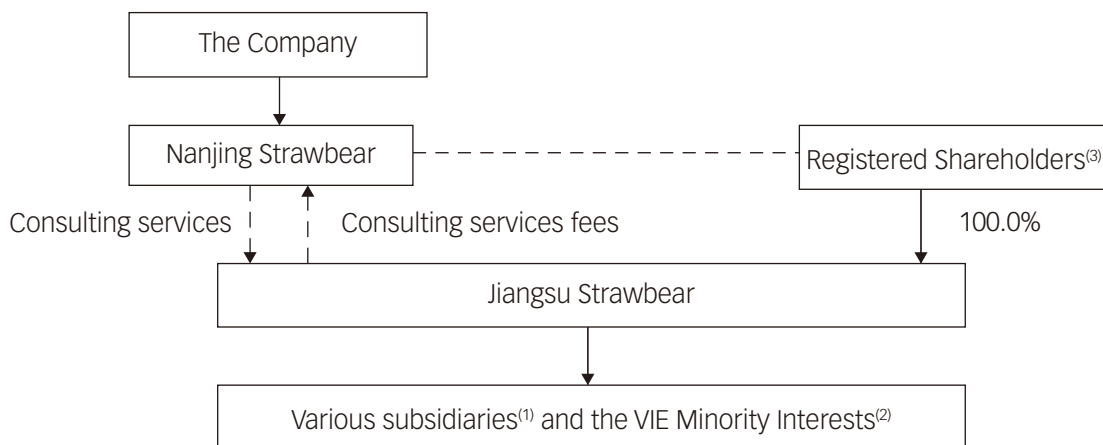 The Company
Nanjing Strawbear
Registered Shareholders(3)
Consulting services
Consulting services fees
100.0%
Jiangsu Strawbear
Various subsidiaries(1) and the VIE Minority Interests(2)